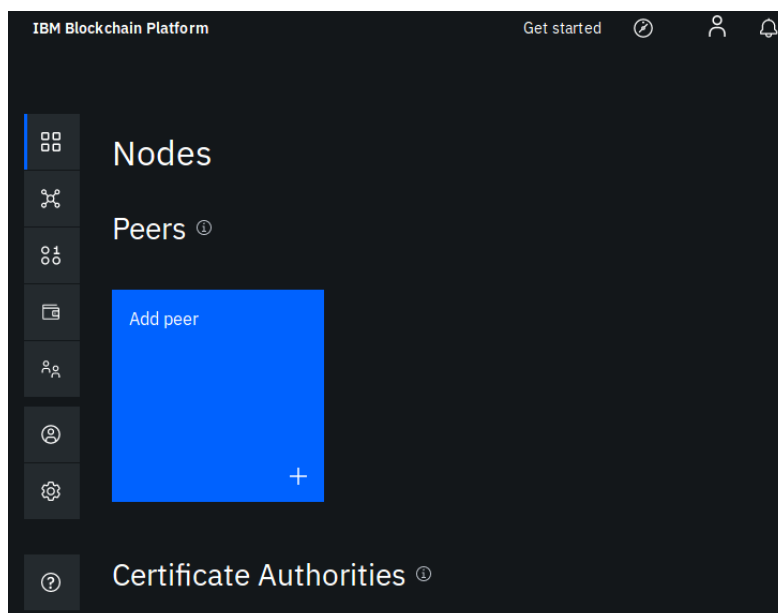 IBM Blockchain Platform
Get started
Nodes
Peers
Add peer
Certificate Authorities